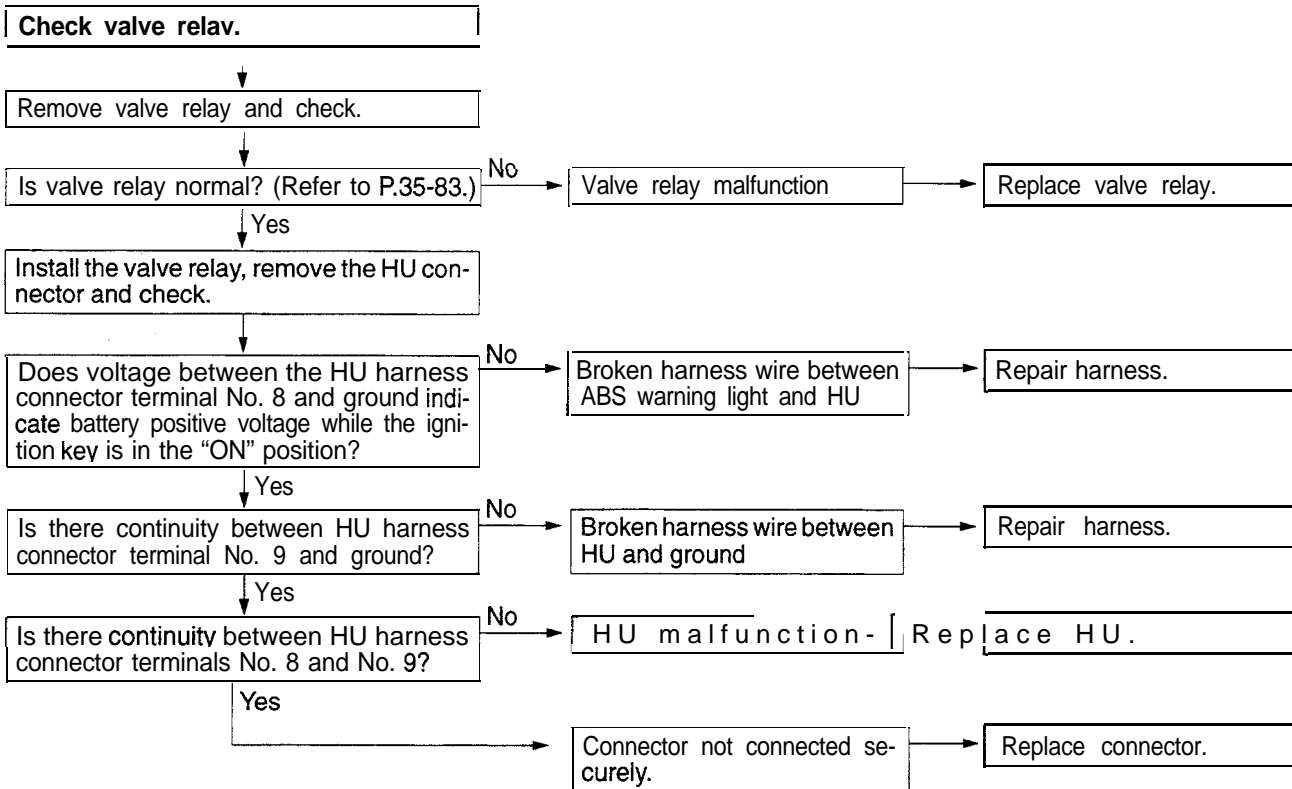 Check valve relav.
Remove valve relay and check.
Is valve relay normal? (Refer to P.35-83.)
No
Valve relay malfunction
Replace valve relay.
Yes
Install the valve relay, remove the HU con-
nector and check.
Does voltage between the HU harness
connector terminal No. 8 and ground indi-
cate battery positive voltage while the igni-
tion key is in the “ON” position?
No
Broken harness wire between
ABS warning light and HU
Repair harness.
Yes
Is there continuity between HU harness
connector terminal No. 9 and ground?
No
Broken harness wire between
HU and ground
Repair harness.
Yes
Is there continuity between HU harness
connector terminals No. 8 and No. 9?
No
HU malfunction-
Replace HU.
Yes
Connector not connected se-
curely.
Replace connector.